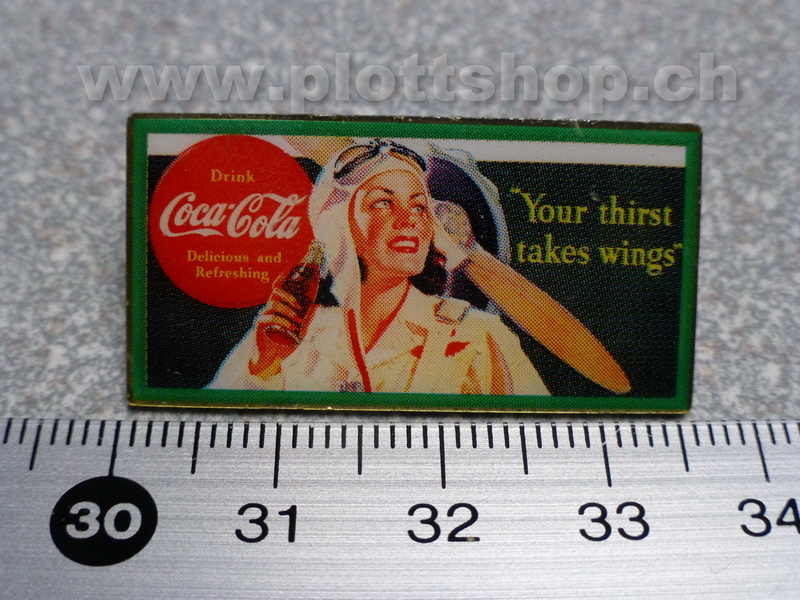 www.plottshop.ch
Drink
Coca-Cola
Delicious and
Refreshing
"Your thirst
takes wings"
30 31 32 33 34